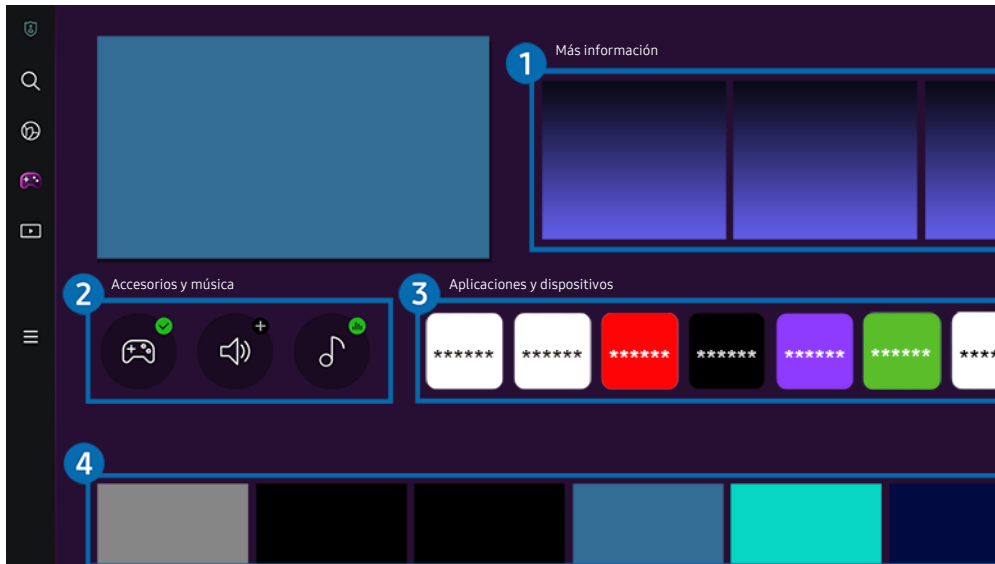 1
Más información
2
Accesorios y música
3
Aplicaciones y dispositivos
****** ****** ****** ****** ****** ****** ****
4